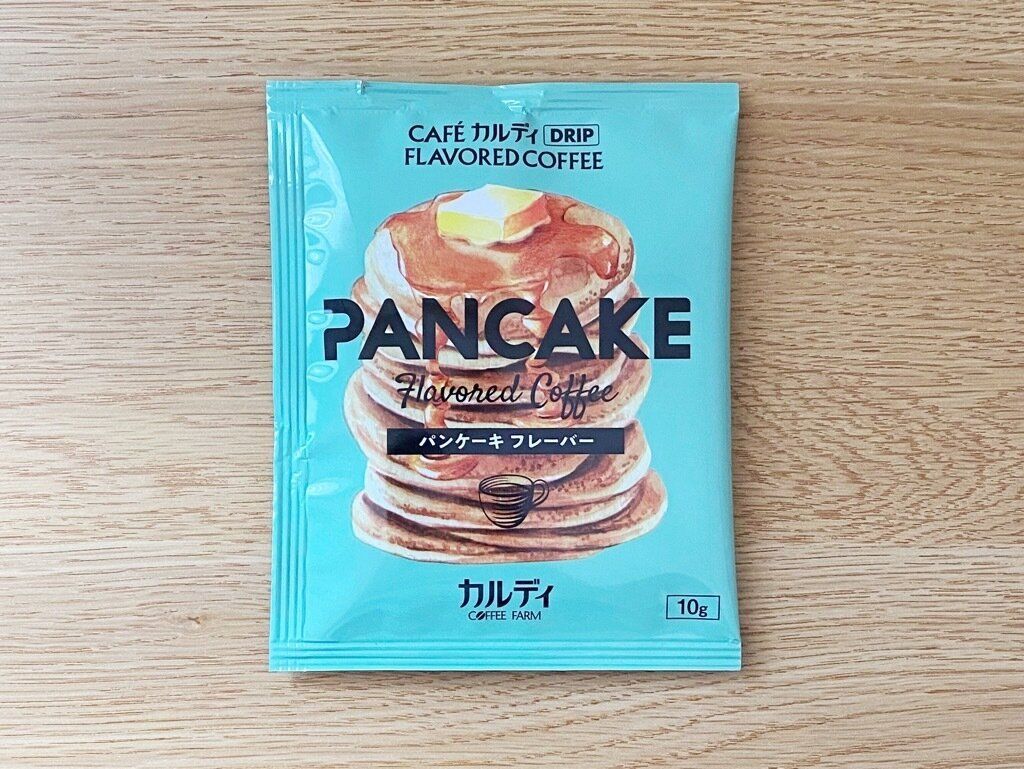 CAFÉ カルディ DRIP
FLAVORED COFFEE
PANCAKE
Flavored Coffee
パンケーキ フレーバー
カルディ
COFFEE FARM
10g